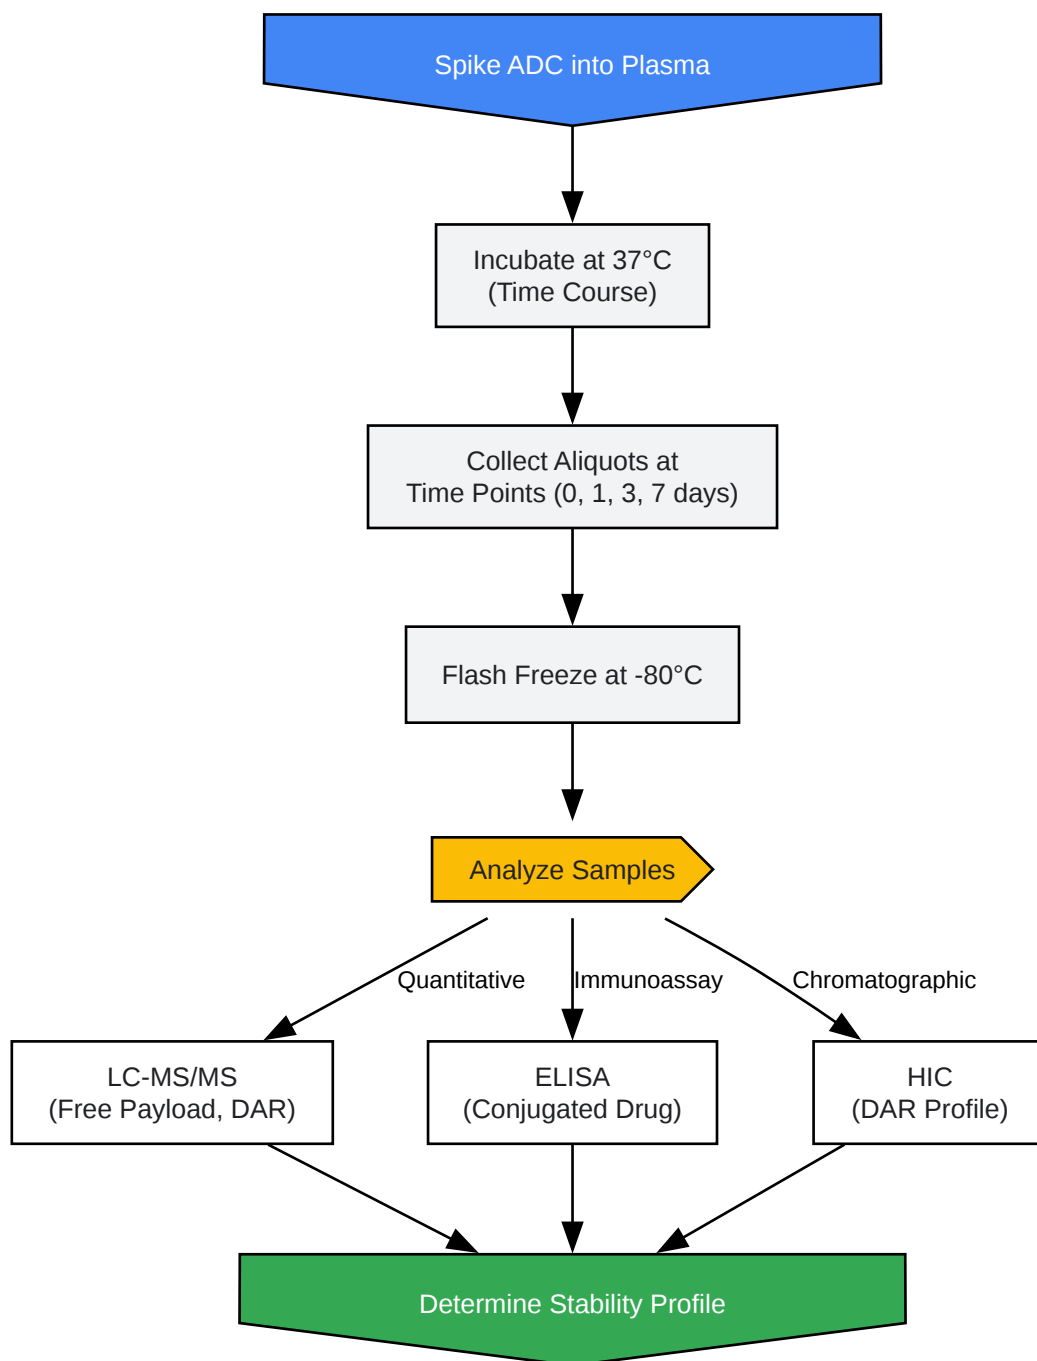 Spike ADC into Plasma
Incubate at 37°C
(Time Course)
Collect Aliquots at
Time Points (0, 1, 3, 7 days)
Flash Freeze at -80°C
Analyze Samples
Quantitative
Immunoassay
Chromatographic
LC-MS/MS
(Free Payload, DAR)
ELISA
(Conjugated Drug)
HIC
(DAR Profile)
Determine Stability Profile